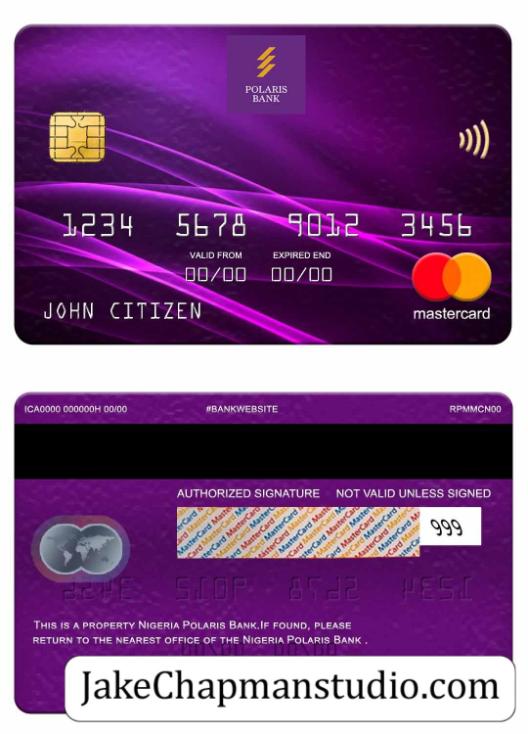 POLARIS
BANK
1234 5678 9012 3456
VALID FROM EXPIRED END
00/00 00/00
JOHN CITIZEN
mastercard
ICA0000 000000H 00/00 #BANKWEBSITE RPMMCN00
AUTHORIZED SIGNATURE NOT VALID UNLESS SIGNED
MasterCard MasterCard MasterCard
999
THIS IS A PROPERTY NIGERIA POLARIS BANK.IF FOUND, PLEASE
RETURN TO THE NEAREST OFFICE OF THE NIGERIA POLARIS BANK .
JakeChapmanstudio.com